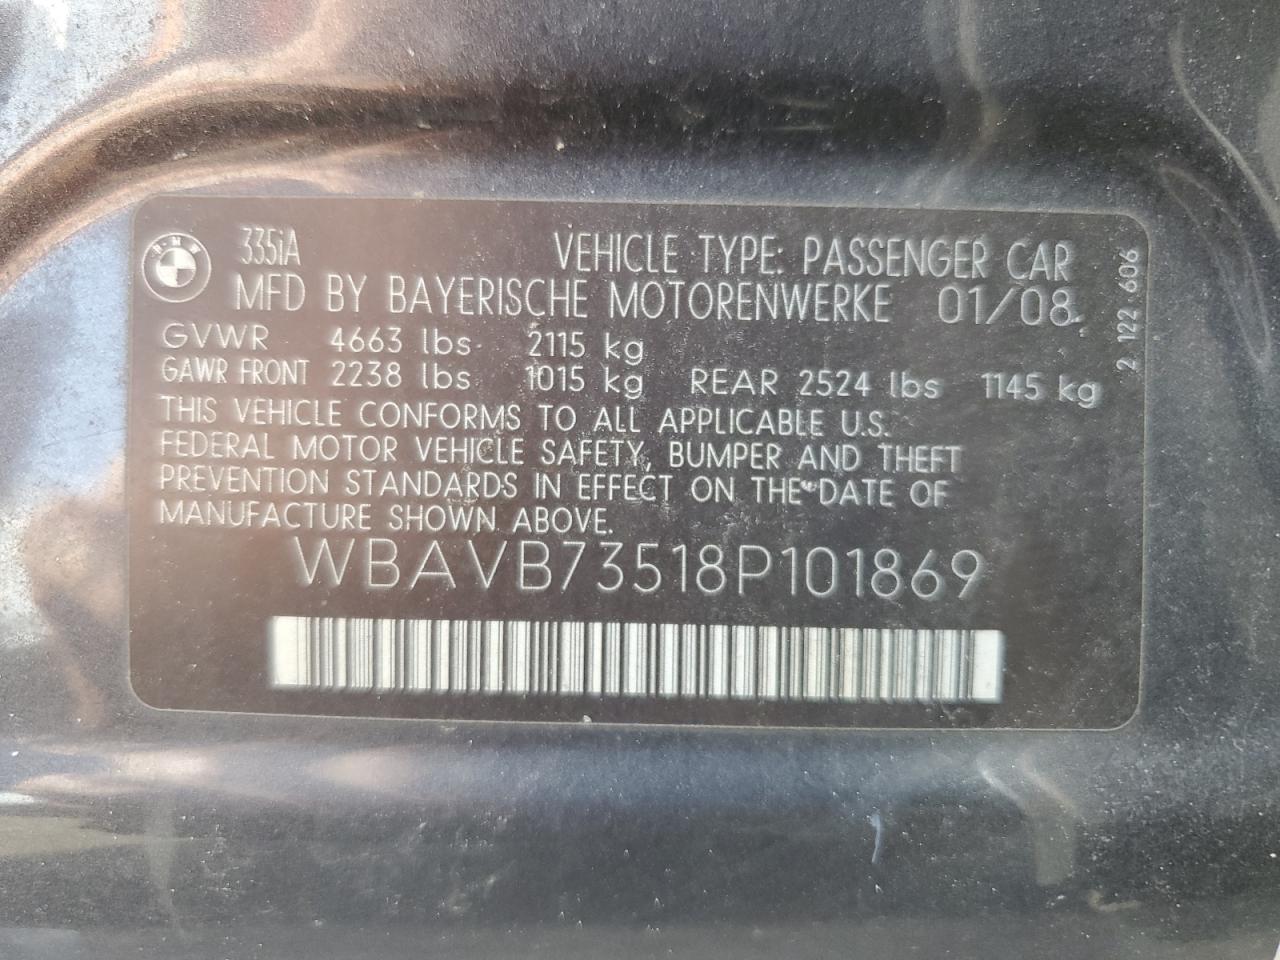 BMW
335iA VEHICLE TYPE: PASSENGER CAR
MFD BY BAYERISCHE MOTORENWERKE 01/08
GVWR 4663 lbs 2115 kg
GAWR FRONT 2238 lbs 1015 kg REAR 2524 lbs 1145 kg
THIS VEHICLE CONFORMS TO ALL APPLICABLE U.S.
FEDERAL MOTOR VEHICLE SAFETY, BUMPER AND THEFT
PREVENTION STANDARDS IN EFFECT ON THE DATE OF
MANUFACTURE SHOWN ABOVE.
WBAVB73518P101869
2 122 606